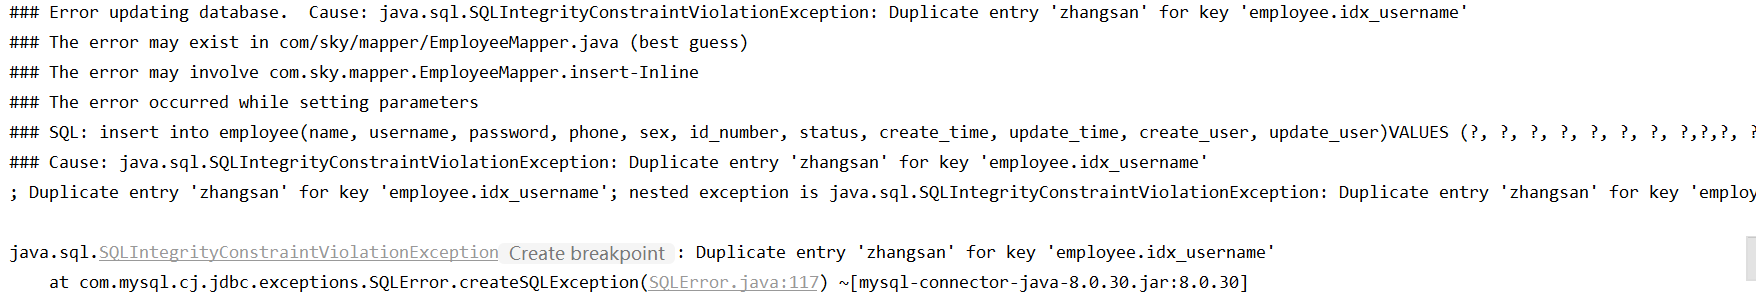 ### Error updating database.  Cause: java.sql.SQLIntegrityConstraintViolationException: Duplicate entry 'zhangsan' for key 'employee.idx_username'
### The error may exist in com/sky/mapper/EmployeeMapper.java (best guess)
### The error may involve com.sky.mapper.EmployeeMapper.insert-Inline
### The error occurred while setting parameters
### SQL: insert into employee(name, username, password, phone, sex, id_number, status, create_time, update_time, create_user, update_user)VALUES (?, ?, ?, ?, ?, ?, ?, ?,?,?, ?
### Cause: java.sql.SQLIntegrityConstraintViolationException: Duplicate entry 'zhangsan' for key 'employee.idx_username'
; Duplicate entry 'zhangsan' for key 'employee.idx_username'; nested exception is java.sql.SQLIntegrityConstraintViolationException: Duplicate entry 'zhangsan' for key 'employ
java.sql.SQLIntegrityConstraintViolationException Create breakpoint : Duplicate entry 'zhangsan' for key 'employee.idx_username'
    at com.mysql.cj.jdbc.exceptions.SQLError.createSQLException(SQLError.java:117) ~[mysql-connector-java-8.0.30.jar:8.0.30]